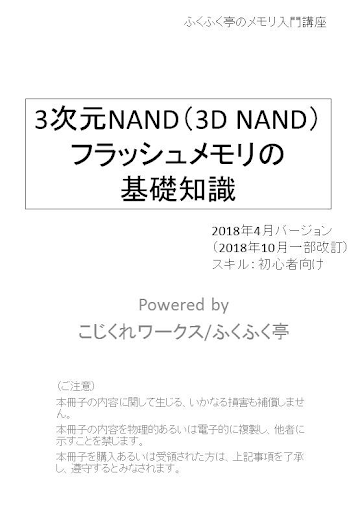 ふくふく亭のメモリ入門講座
3次元NAND（3D NAND）
フラッシュメモリの
基礎知識
2018年4月バージョン
（2018年10月一部改訂）
スキル：初心者向け
Powered by
こじくれワークス/ふくふく亭
（ご注意）
本冊子の内容に関して生じる、いかなる損害も補償しませ
ん。
本冊子の内容を物理的あるいは電子的に複製し、他者に
示すことを禁じます。
本冊子を購入あるいは受領された方は、上記事項を了承
し、遵守するとみなされます。